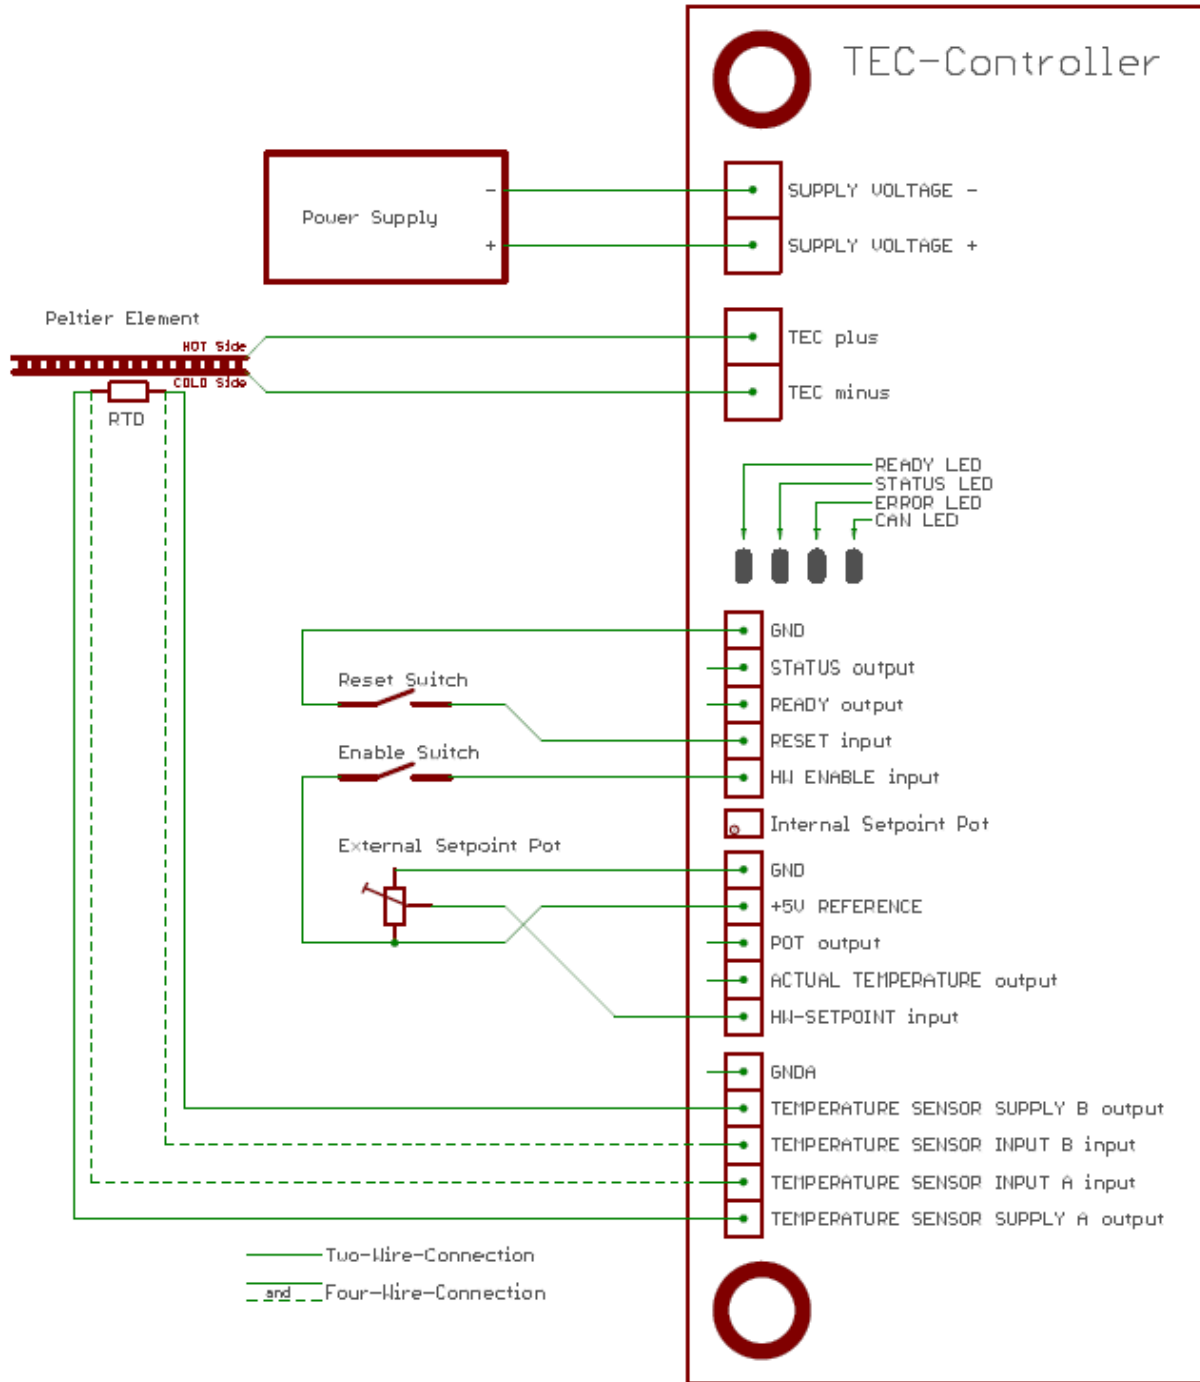 TEC-Controller
- SUPPLY VOLTAGE -
Power Supply
+ SUPPLY VOLTAGE +
Peltier Element
HOT Side
TEC plus
COLD Side
TEC minus
RTD
READY LED
STATUS LED
ERROR LED
CAN LED
GND
STATUS output
Reset Switch
READY output
RESET input
Enable Switch
HW ENABLE input
Internal Setpoint Pot
External Setpoint Pot
GND
+5V REFERENCE
POT output
ACTUAL TEMPERATURE output
HW-SETPOINT input
GNDA
TEMPERATURE SENSOR SUPPLY B output
TEMPERATURE SENSOR INPUT B input
TEMPERATURE SENSOR INPUT A input
TEMPERATURE SENSOR SUPPLY A output
Two-Wire-Connection
and Four-Wire-Connection